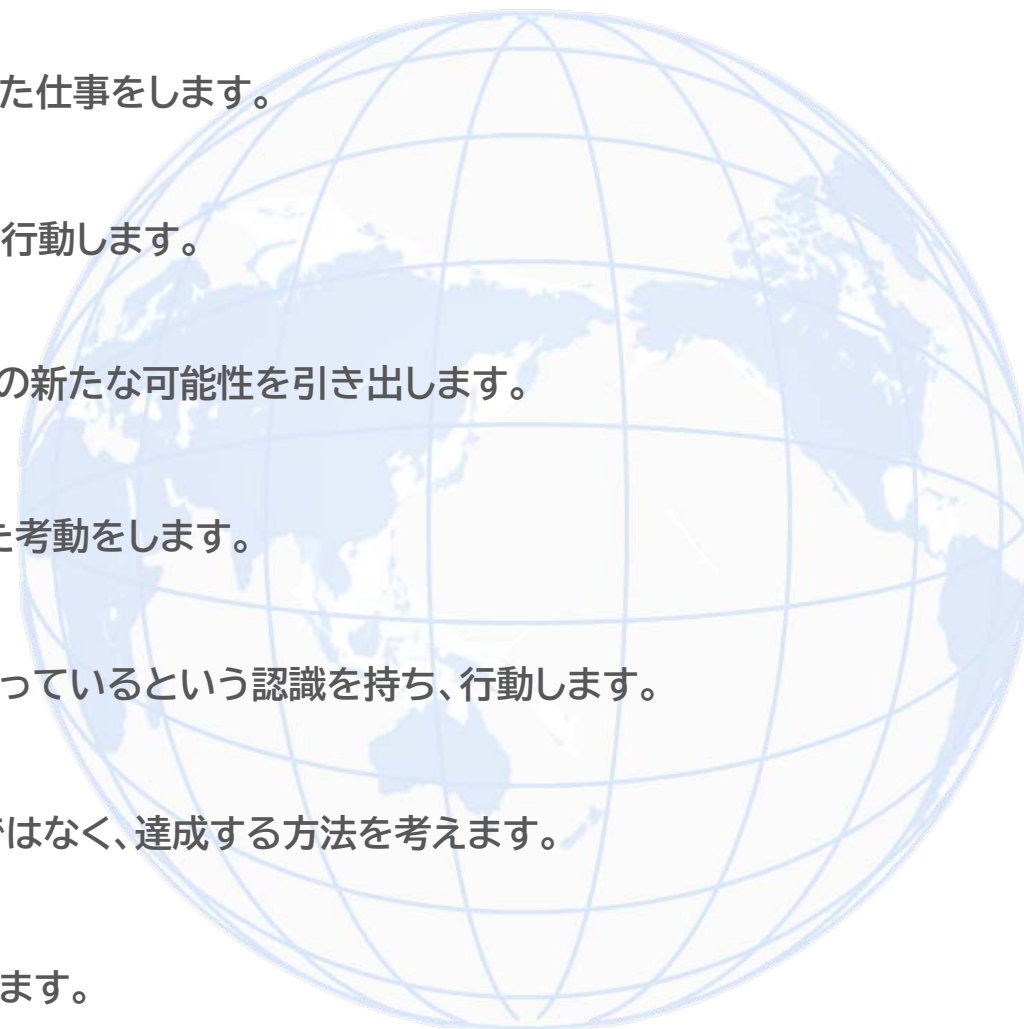 た仕事をします。
行動します。
の新たな可能性を引き出します。
た考動をします。
っているという認識を持ち、行動します。
ではなく、達成する方法を考えます。
ます。